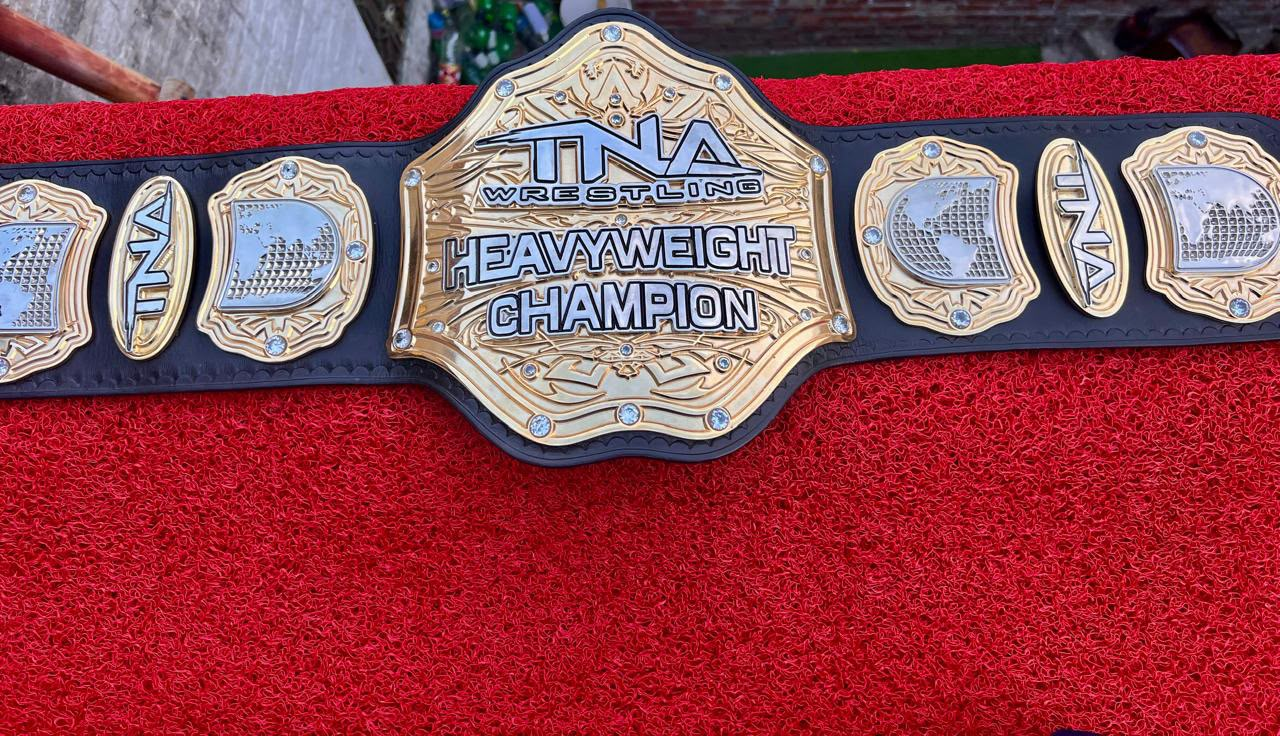 TNA
WRESTLING
HEAVYWEIGHT
CHAMPION
TNA
TNA